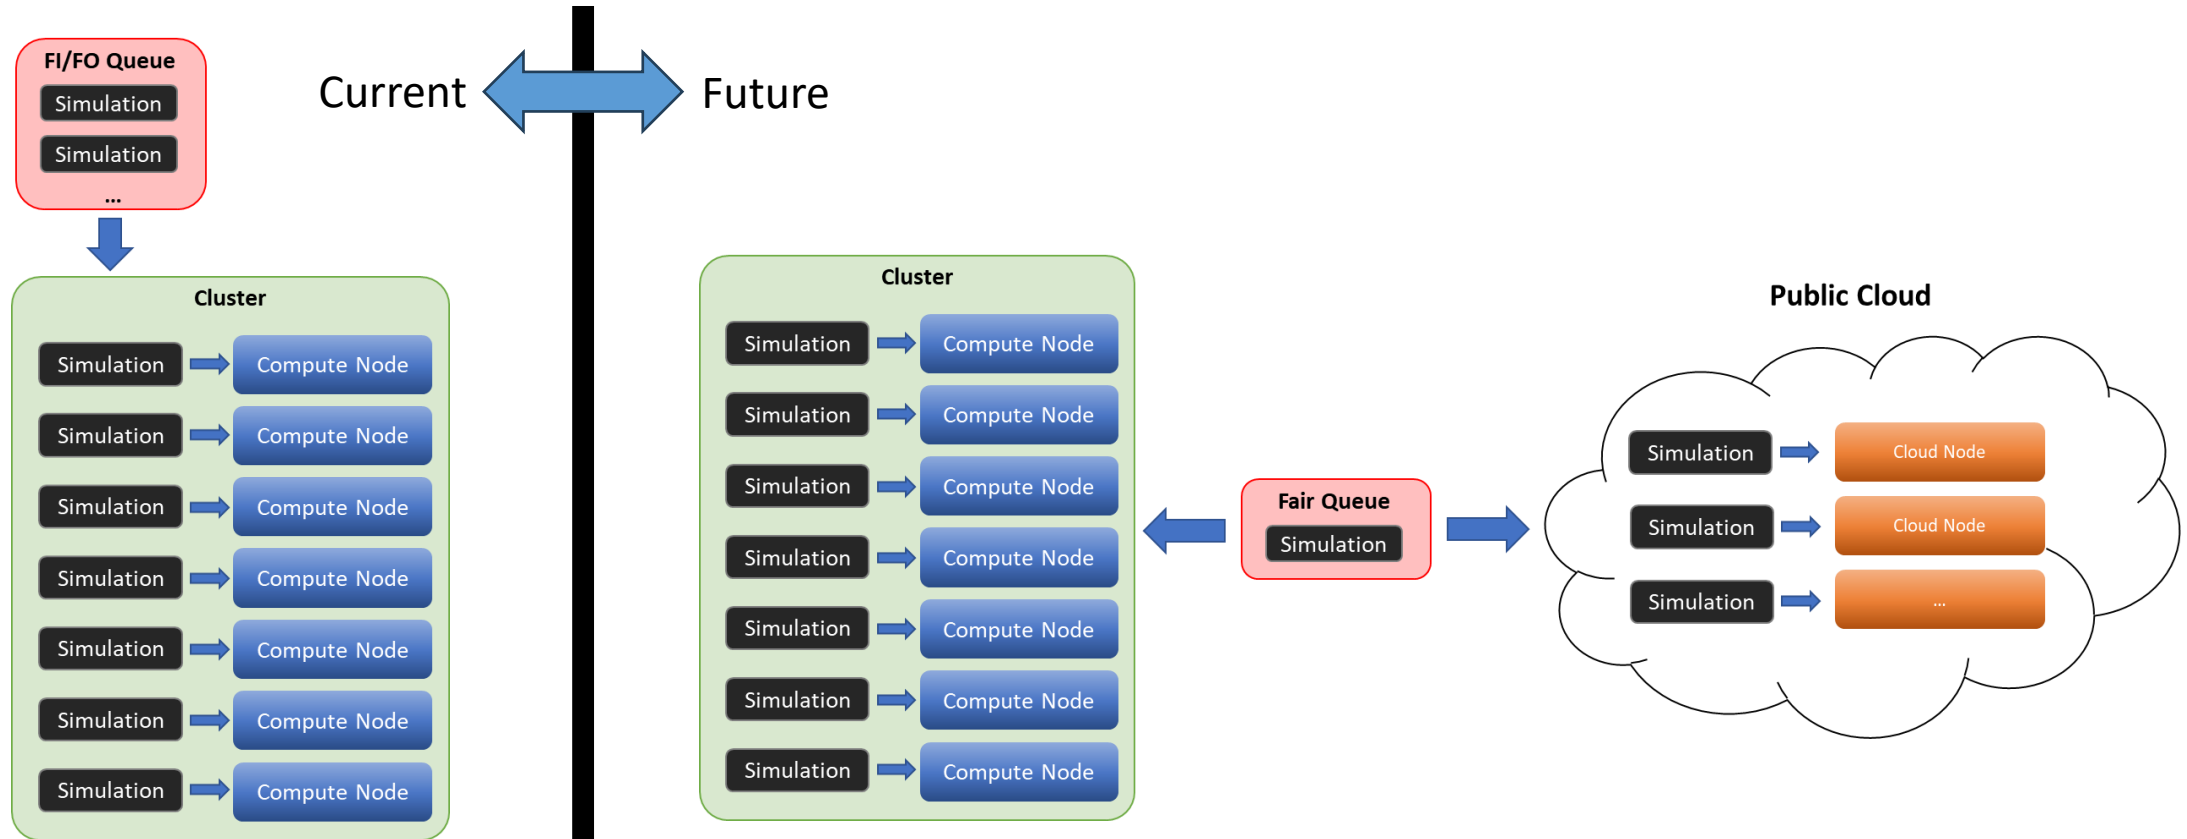 FI/FO Queue
Simulation
Simulation
...
Current
Future
Cluster
Simulation
Compute Node
Simulation
Compute Node
Simulation
Compute Node
Simulation
Compute Node
Simulation
Compute Node
Simulation
Compute Node
Simulation
Compute Node
Cluster
Simulation
Compute Node
Simulation
Compute Node
Simulation
Compute Node
Simulation
Compute Node
Simulation
Compute Node
Simulation
Compute Node
Simulation
Compute Node
Fair Queue
Simulation
Public Cloud
Simulation
Cloud Node
Simulation
Cloud Node
Simulation
...